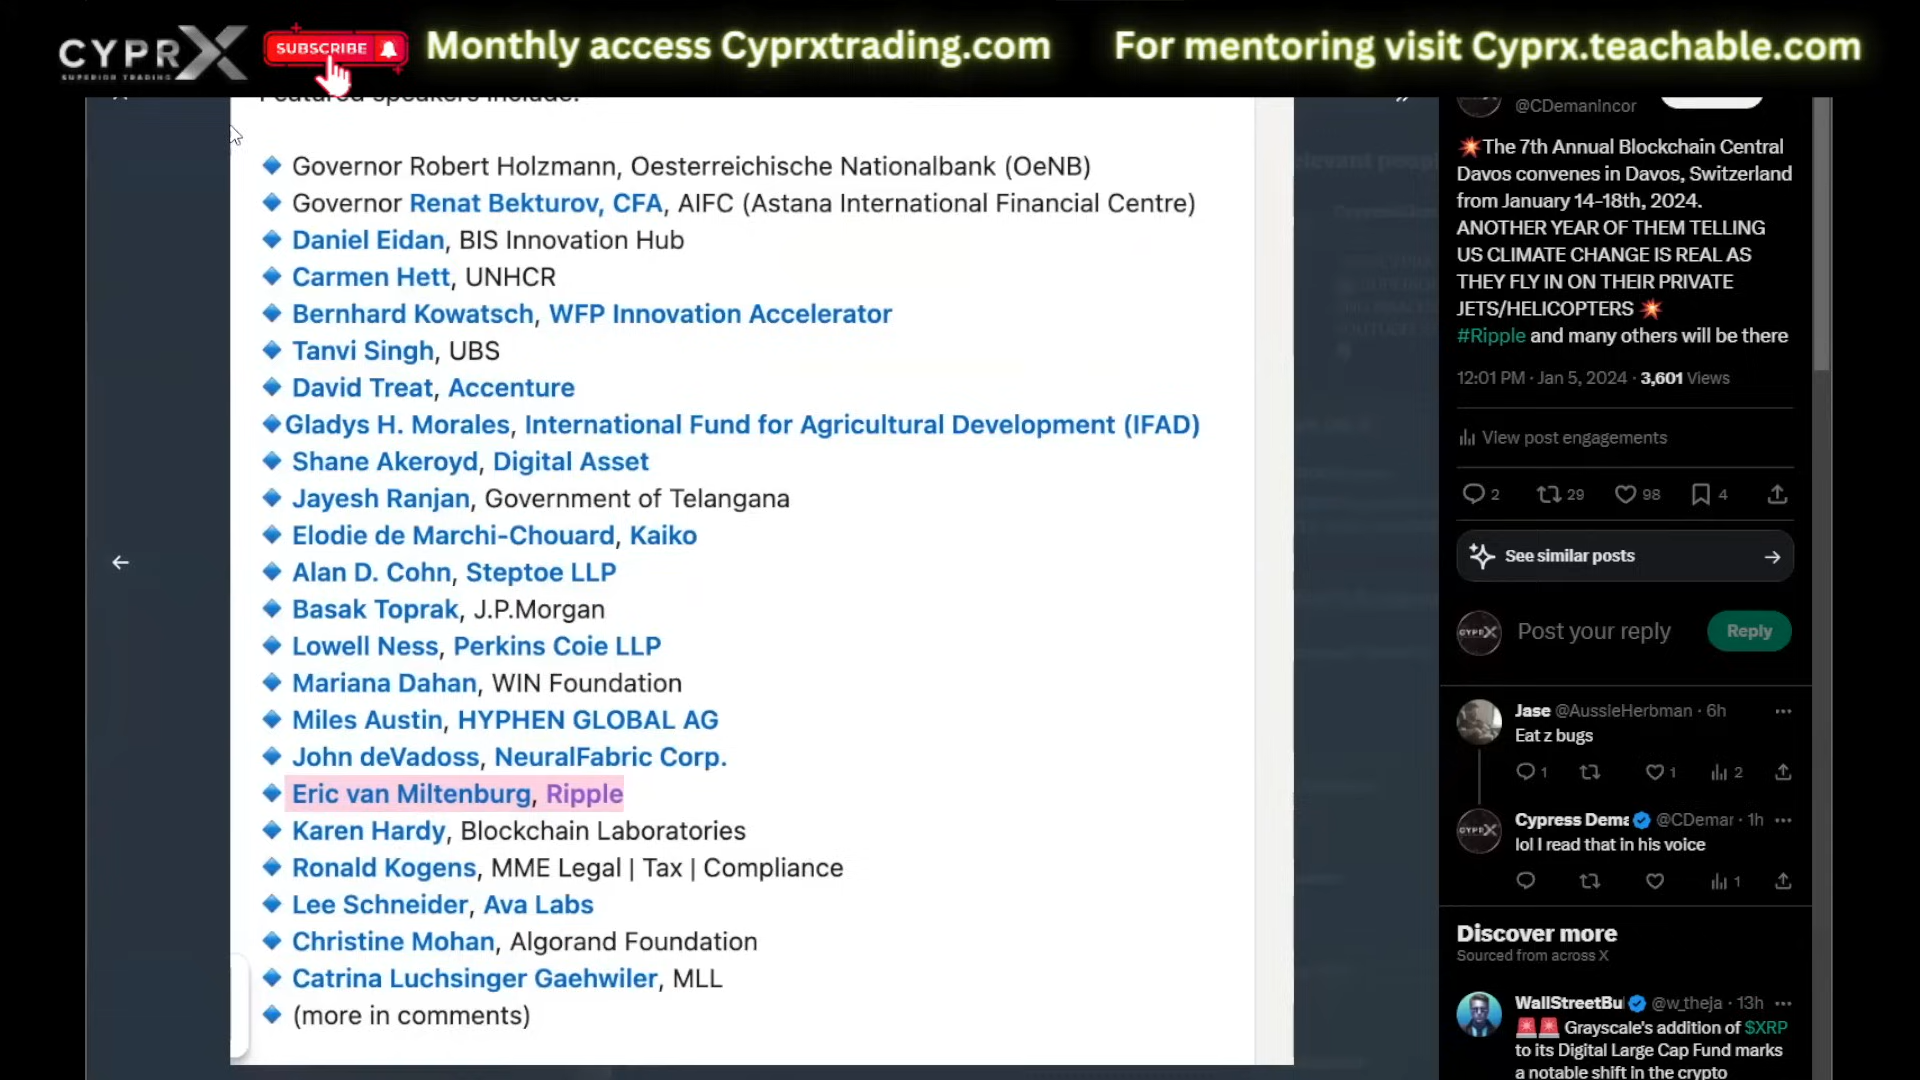 CYPRX
SUPERIOR TRADING
SUBSCRIBE
Monthly access Cyprxtrading.com
For mentoring visit Cyprx.teachable.com
Featured speakers include:
Governor Robert Holzmann, Oesterreichische Nationalbank (OeNB)
Governor Renat Bekturov, CFA, AIFC (Astana International Financial Centre)
Daniel Eidan, BIS Innovation Hub
Carmen Hett, UNHCR
Bernhard Kowatsch, WFP Innovation Accelerator
Tanvi Singh, UBS
David Treat, Accenture
Gladys H. Morales, International Fund for Agricultural Development (IFAD)
Shane Akeroyd, Digital Asset
Jayesh Ranjan, Government of Telangana
Elodie de Marchi-Chouard, Kaiko
Alan D. Cohn, Steptoe LLP
Basak Toprak, J.P.Morgan
Lowell Ness, Perkins Coie LLP
Mariana Dahan, WIN Foundation
Miles Austin, HYPHEN GLOBAL AG
John deVadoss, NeuralFabric Corp.
Eric van Miltenburg, Ripple
Karen Hardy, Blockchain Laboratories
Ronald Kogens, MME Legal | Tax | Compliance
Lee Schneider, Ava Labs
Christine Mohan, Algorand Foundation
Catrina Luchsinger Gaehwiler, MLL
(more in comments)
@CDemanIncor
💥The 7th Annual Blockchain Central
Davos convenes in Davos, Switzerland
from January 14-18th, 2024.
ANOTHER YEAR OF THEM TELLING
US CLIMATE CHANGE IS REAL AS
THEY FLY IN ON THEIR PRIVATE
JETS/HELICOPTERS 💥
#Ripple and many others will be there
12:01 PM · Jan 5, 2024 · 3,601 Views
View post engagements
2 29 98 4
See similar posts
CYPRX
Post your reply
Reply
Jase @AussieHerbman · 6h
Eat z bugs
1 1 2
CYPRX
Cypress Dema @CDemar · 1h
lol I read that in his voice
1
Discover more
Sourced from across X
WallStreetBu @w_theja · 13h
🚨🚨 Grayscale's addition of $XRP
to its Digital Large Cap Fund marks
a notable shift in the crypto